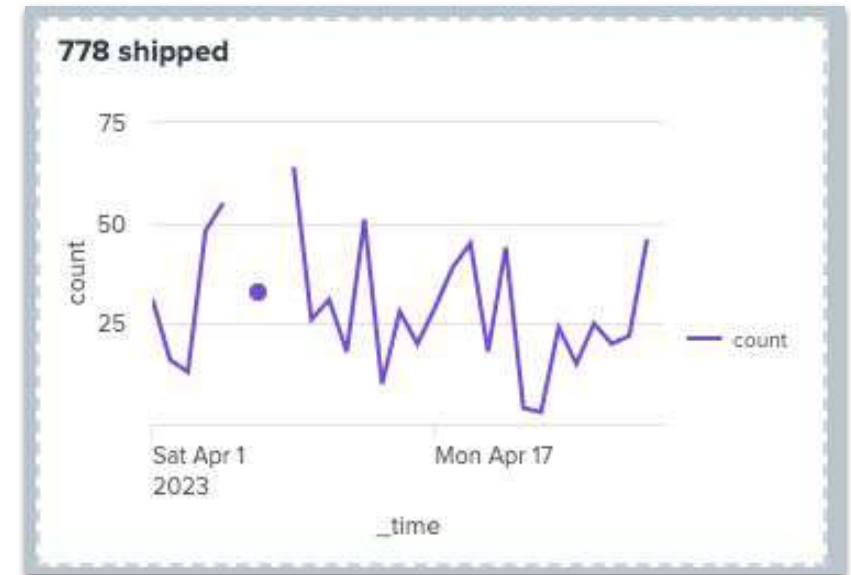 778 shipped
75
50
25
count
count
Sat Apr 1
2023
Mon Apr 17
_time